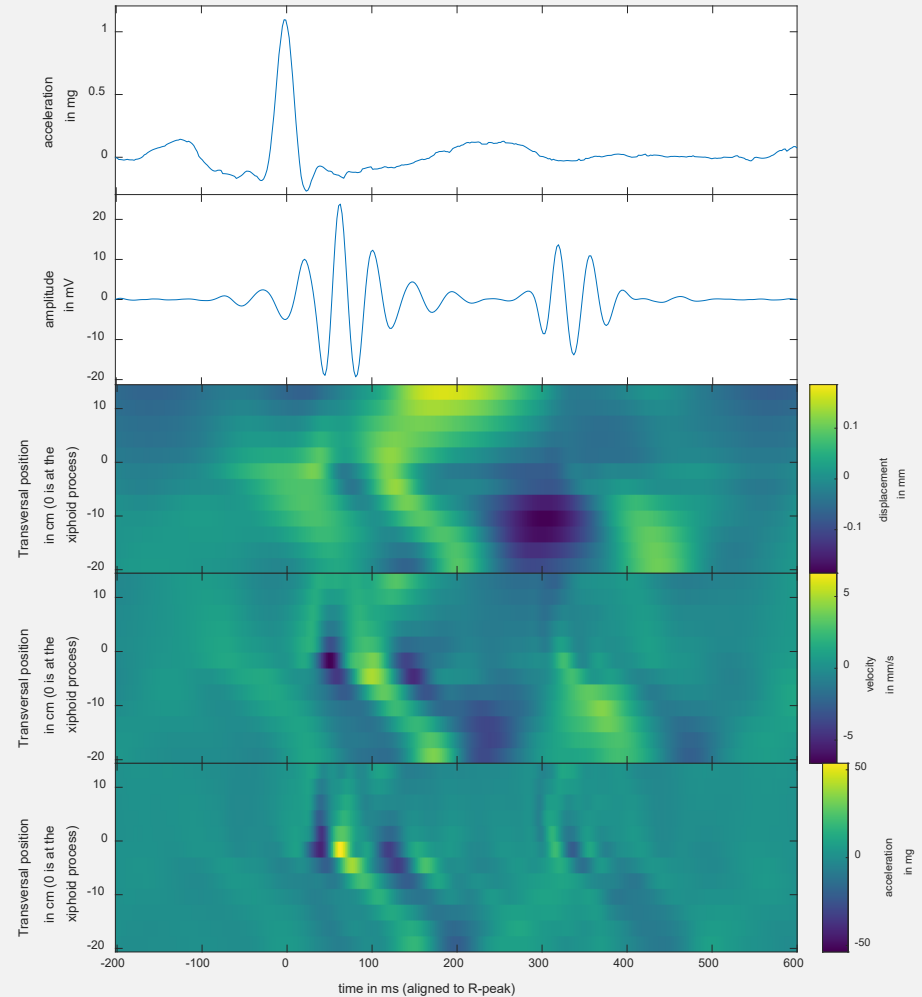 acceleration
in mg
1
0.5
0
amplitude
in mV
20
10
0
-10
-20
Transversal position
in cm (0 is at the
xiphoid process)
10
0
-10
-20
0.1
0
-0.1
displacement
in mm
Transversal position
in cm (0 is at the
xiphoid process)
10
0
-10
-20
5
0
-5
velocity
in mm/s
Transversal position
in cm (0 is at the
xiphoid process)
10
0
-10
-20
50
0
-50
acceleration
in mg
-200
-100
0
100
200
300
400
500
600
time in ms (aligned to R-peak)